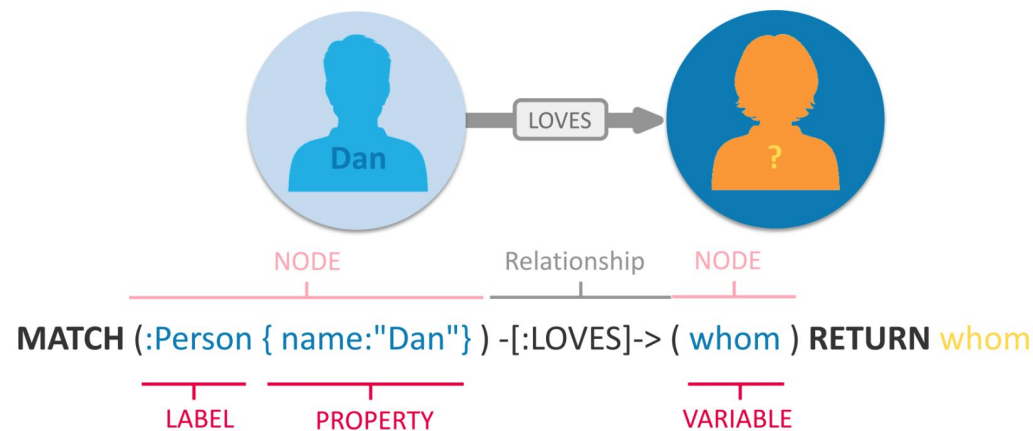 Dan
LOVES
?
NODE Relationship NODE
MATCH (:Person { name:"Dan"} ) -[:LOVES]-> ( whom ) RETURN whom
LABEL PROPERTY VARIABLE